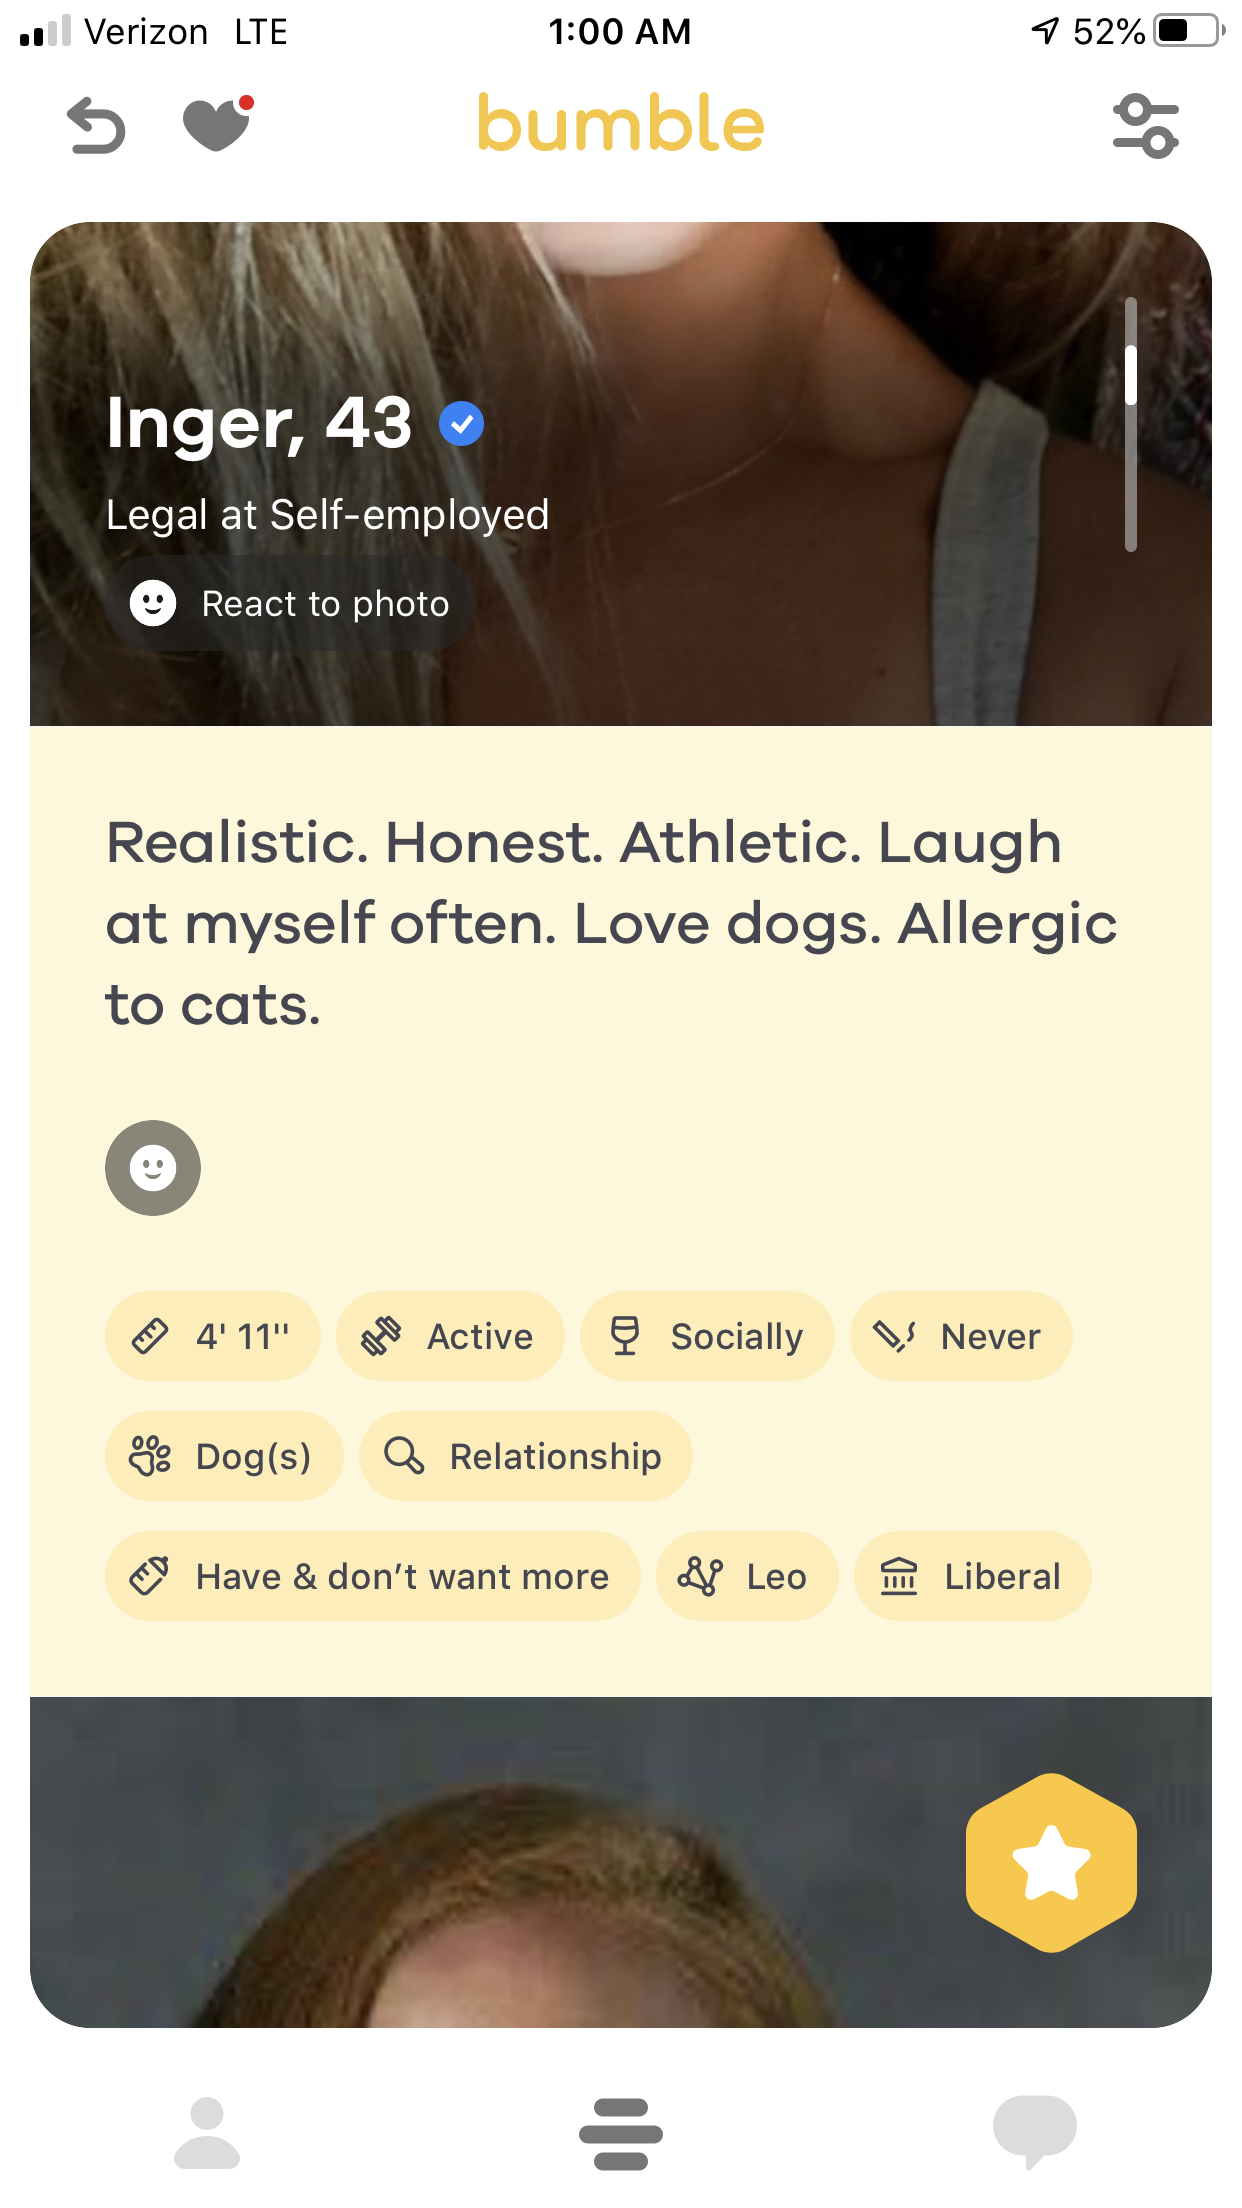 Verizon LTE 1:00 AM 52%
bumble
Inger, 43
Legal at Self-employed
React to photo
Realistic. Honest. Athletic. Laugh
at myself often. Love dogs. Allergic
to cats.
4' 11'' Active Socially Never
Dog(s) Relationship
Have & don’t want more Leo Liberal